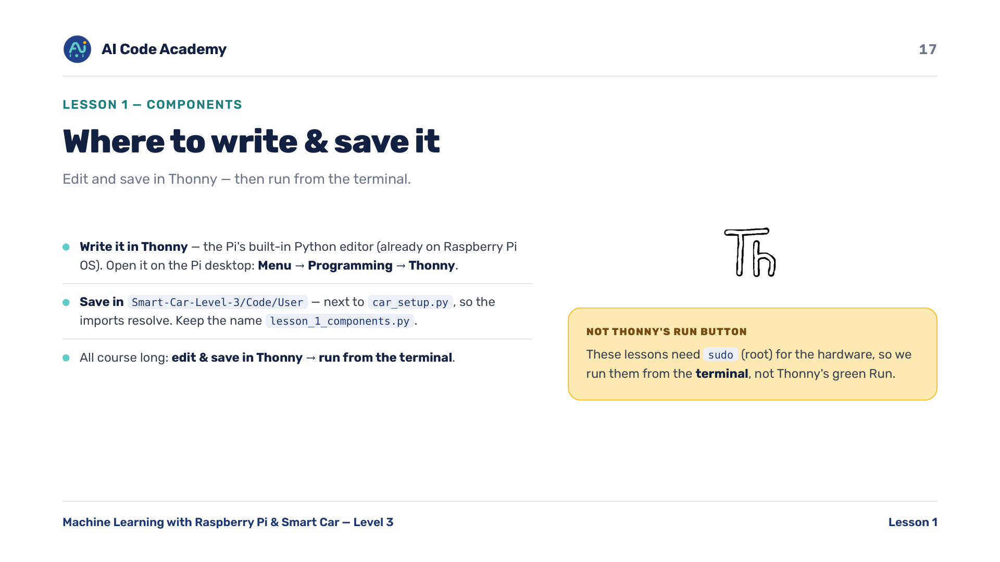 AI Code Academy
17
LESSON 1 — COMPONENTS
Where to write & save it
Edit and save in Thonny — then run from the terminal.
Write it in Thonny — the Pi's built-in Python editor (already on Raspberry Pi
OS). Open it on the Pi desktop: Menu → Programming → Thonny.
Save in Smart-Car-Level-3/Code/User — next to car_setup.py, so the
imports resolve. Keep the name lesson_1_components.py.
All course long: edit & save in Thonny → run from the terminal.
Th
NOT THONNY'S RUN BUTTON
These lessons need sudo (root) for the hardware, so we
run them from the terminal, not Thonny's green Run.
Machine Learning with Raspberry Pi & Smart Car — Level 3
Lesson 1